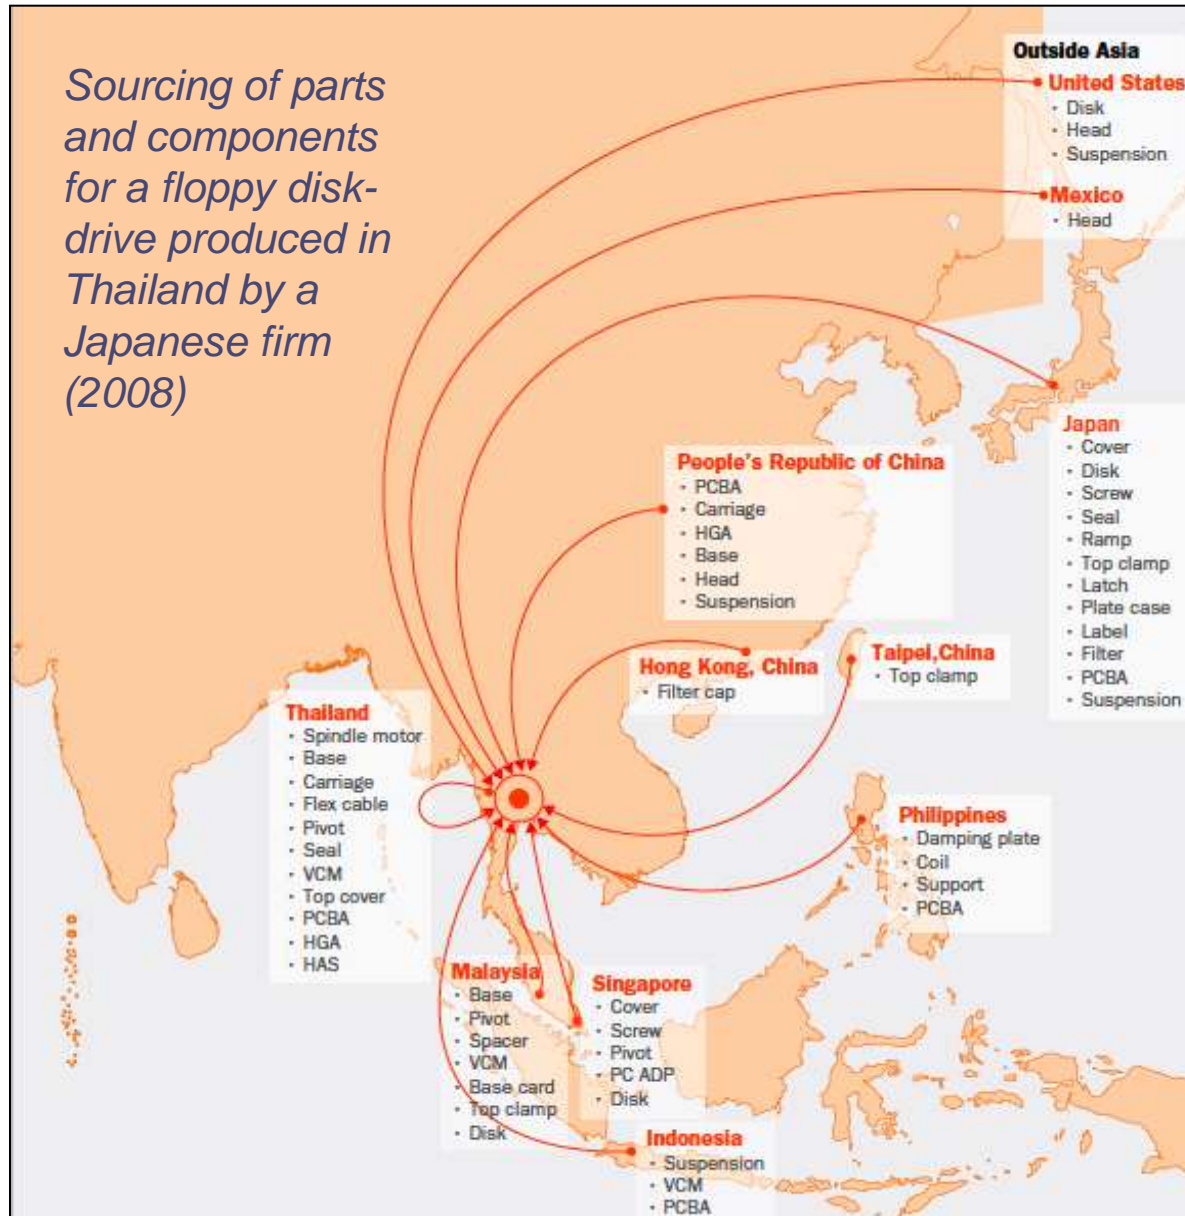 Sourcing of parts
and components
for a floppy disk-
drive produced in
Thailand by a
Japanese firm
(2008)
Outside Asia
United States
• Disk
• Head
• Suspension
Mexico
• Head
Japan
• Cover
• Disk
• Screw
• Seal
• Ramp
• Top clamp
• Latch
• Plate case
• Label
• Filter
• PCBA
• Suspension
People's Republic of China
• PCBA
• Carriage
• HGA
• Base
• Head
• Suspension
Hong Kong, China
• Filter cap
Taipei,China
• Top clamp
Thailand
• Spindle motor
• Base
• Carriage
• Flex cable
• Pivot
• Seal
• VCM
• Top cover
• PCBA
• HGA
• HAS
Philippines
• Damping plate
• Coil
• Support
• PCBA
Malaysia
• Base
• Pivot
• Spacer
• VCM
• Base card
• Top clamp
• Disk
Singapore
• Cover
• Screw
• Pivot
• PC ADP
• Disk
Indonesia
• Suspension
• VCM
• PCBA